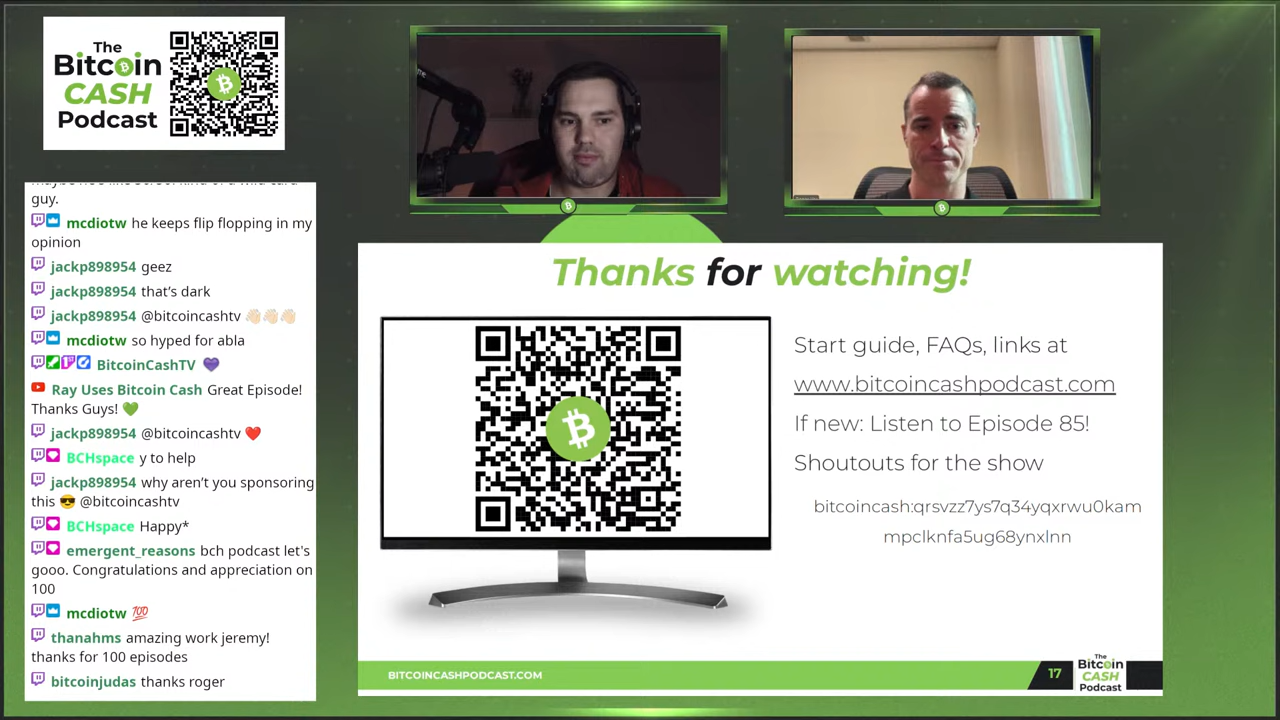 The
Bitcoin
CASH
Podcast
guy.
mcdiotw he keeps flip flopping in my
opinion
jackp898954 geez
jackp898954 that's dark
jackp898954 @bitcoincashtv 👋🏻👋🏻👋🏻
mcdiotw so hyped for abla
BitcoinCashTV 💜
Ray Uses Bitcoin Cash Great Episode!
Thanks Guys! 💚
jackp898954 @bitcoincashtv ❤️
BCHspace y to help
jackp898954 why aren't you sponsoring
this 😎 @bitcoincashtv
BCHspace Happy*
emergent_reasons bch podcast let's
gooo. Congratulations and appreciation on
100
mcdiotw 💯
thanahms amazing work jeremy!
thanks for 100 episodes
bitcoinjudas thanks roger
Thanks for watching!
Start guide, FAQs, links at
www.bitcoincashpodcast.com
If new: Listen to Episode 85!
Shoutouts for the show
bitcoincash:qrsvzz7ys7q34yqxrwu0kam
mpclknfa5ug68ynxlnn
BITCOINCASHPODCAST.COM
17
The
Bitcoin
CASH
Podcast